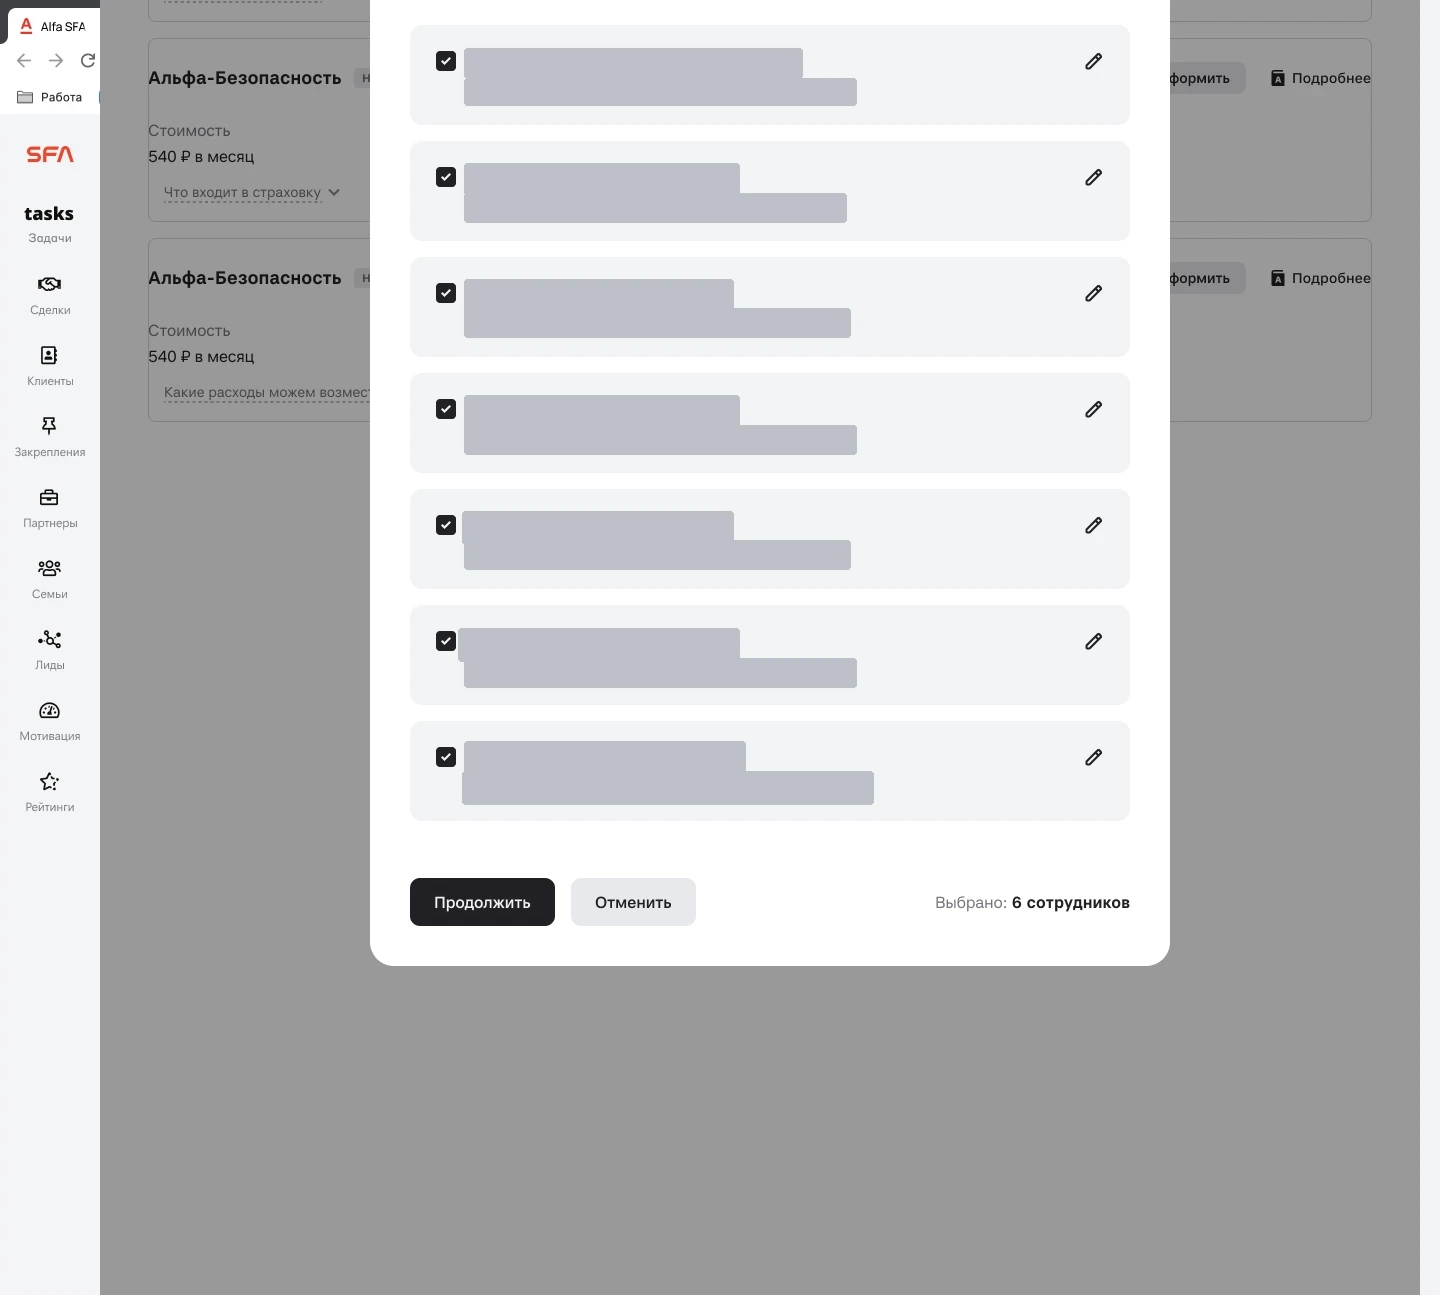 Alfa SFA
Работа
SFA
tasks
Задачи
Сделки
Клиенты
Закрепления
Партнеры
Семьи
Лиды
Мотивация
Рейтинги
Альфа-Безопасность
Н
формить
Подробнее
Стоимость
540 ₽ в месяц
Что входит в страховку
Альфа-Безопасность
Н
формить
Подробнее
Стоимость
540 ₽ в месяц
Какие расходы можем возмест
Продолжить
Отменить
Выбрано: 6 сотрудников